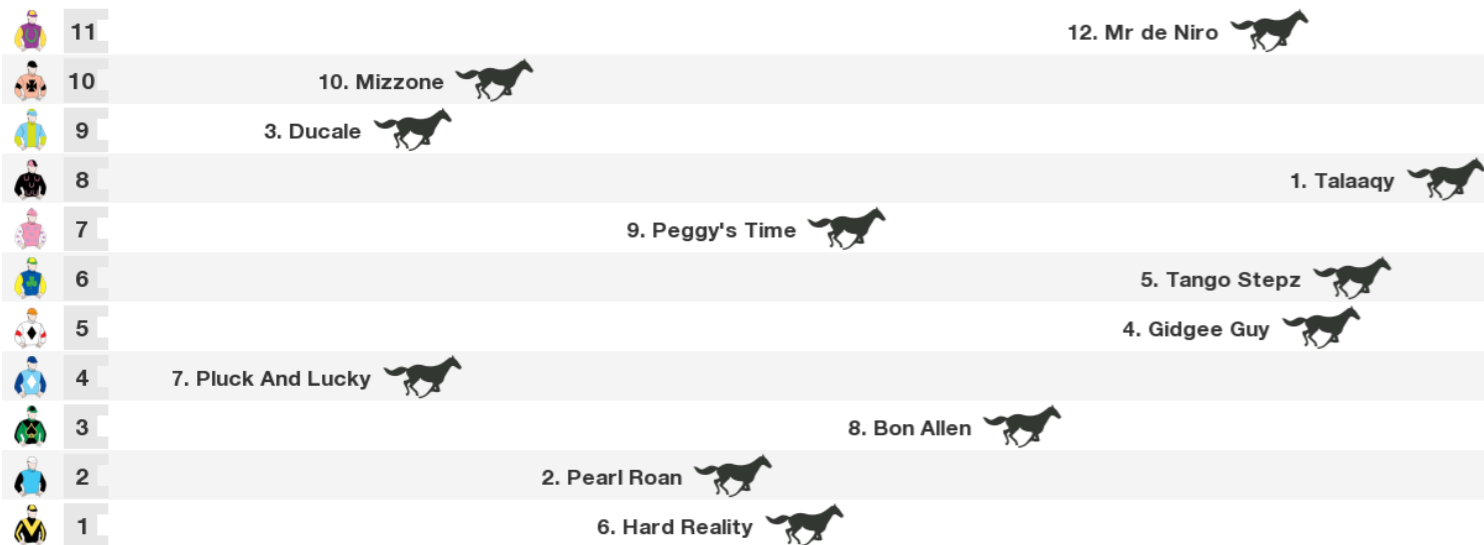 11 12. Mr de Niro
10 10. Mizzone
9 3. Ducale
8 1. Talaaqy
7 9. Peggy's Time
6 5. Tango Stepz
5 4. Gidgee Guy
4 7. Pluck And Lucky
3 8. Bon Allen
2 2. Pearl Roan
1 6. Hard Reality